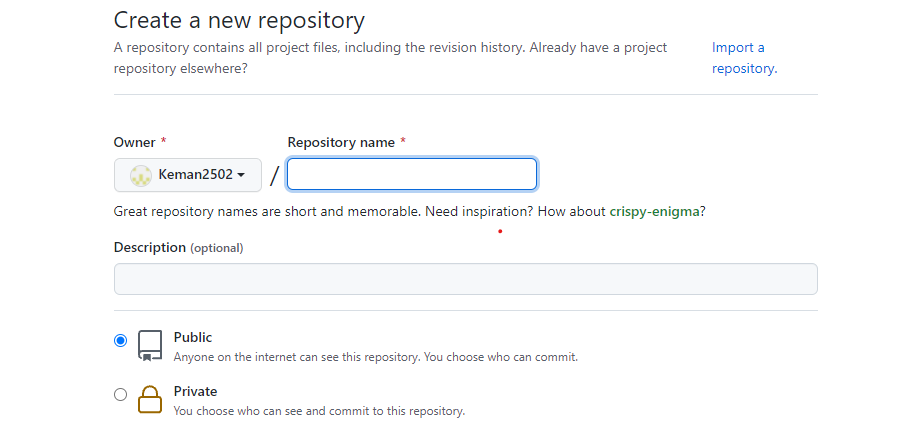 Create a new repository
A repository contains all project files, including the revision history. Already have a project
repository elsewhere?
Import a
repository.
Owner *
Repository name *
Keman2502
/
Great repository names are short and memorable. Need inspiration? How about crispy-enigma?
Description (optional)
Public
Anyone on the internet can see this repository. You choose who can commit.
Private
You choose who can see and commit to this repository.